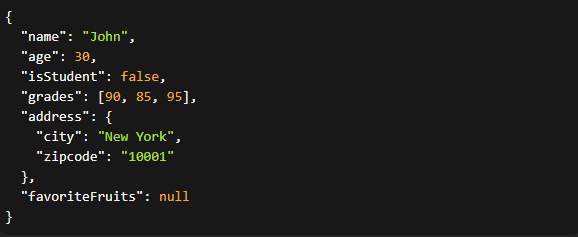 {
  "name": "John",
  "age": 30,
  "isStudent": false,
  "grades": [90, 85, 95],
  "address": {
    "city": "New York",
    "zipcode": "10001"
  },
  "favoriteFruits": null
}